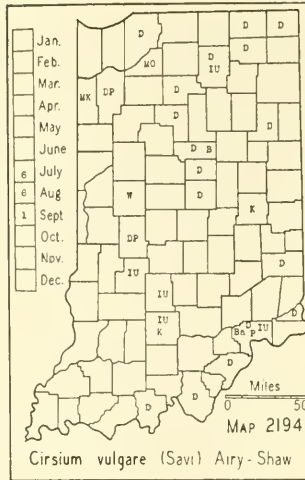 Jan.
Feb.
Mar.
Apr.
May
June
6 July
6 Aug
1 Sept
Oct.
Nov.
Dec.
D D D
D D
MO IU
MK DP D
D D
D B
D
W D
K
DP
IU D
IU
IU D
K
Ba P D IU
D
D D
Miles
0 50
MAP 2194
Cirsium vulgare (Savi) Airy-Shaw